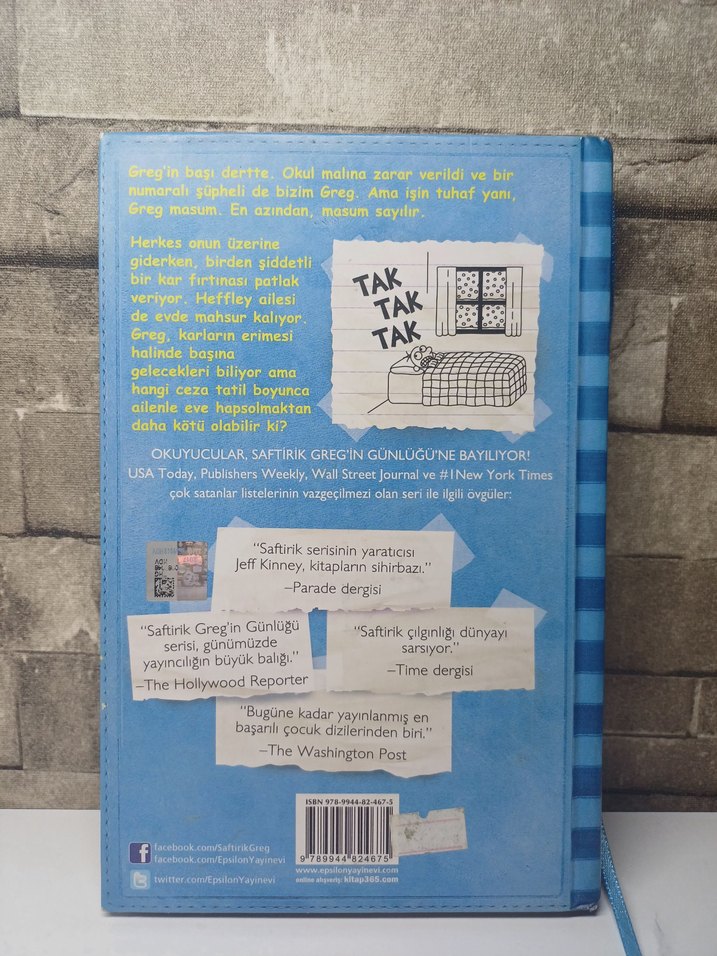 Greg'in başı dertte. Okul malına zarar verildi ve bir
numaralı şüpheli de bizim Greg. Ama işin tuhaf yanı,
Greg masum. En azından, masum sayılır.
Herkes onun üzerine
giderken, birden şiddetli
bir kar fırtınası patlak
veriyor. Heffley ailesi
de evde mahsur kalıyor.
Greg, karların erimesi
halinde başına
gelecekleri biliyor ama
hangi ceza tatil boyunca
ailenle eve hapsolmaktan
daha kötü olabilir ki?
TAK
TAK
TAK
OKUYUCULAR, SAFTİRİK GREG'İN GÜNLÜĞÜ'NE BAYILIYOR!
USA Today, Publishers Weekly, Wall Street Journal ve #1New York Times
çok satanlar listelerinin vazgeçilmezi olan seri ile ilgili övgüler:
"Saftirik serisinin yaratıcısı
Jeff Kinney, kitapların sihirbazı."
–Parade dergisi
"Saftirik Greg'in Günlüğü
serisi, günümüzde
yayıncılığın büyük balığı."
–The Hollywood Reporter
"Saftirik çılgınlığı dünyayı
sarsıyor."
–Time dergisi
"Bugüne kadar yayınlanmış en
başarılı çocuk dizilerinden biri."
–The Washington Post
ISBN 978-9944-82-467-5
9 789944 824675
www.epsilonyayinevi.com
online alışveriş: kitap365.com
facebook.com/SaftirikGreg
facebook.com/EpsilonYayinevi
twitter.com/EpsilonYayinevi